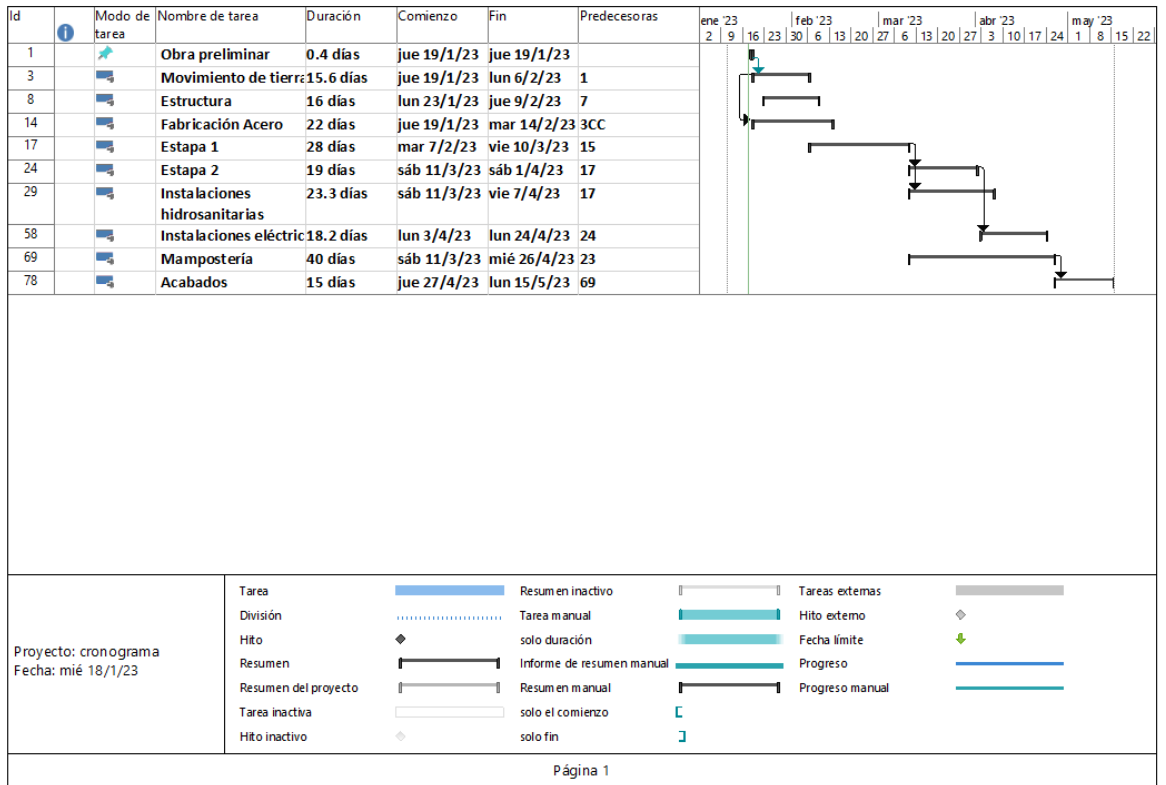 Id Modo de tarea Nombre de tarea Duración Comienzo Fin Predecesoras
ene '23 feb '23 mar '23 abr '23 may '23
2 9 16 23 30 6 13 20 27 6 13 20 27 3 10 17 24 1 8 15 22
1 Obra preliminar 0.4 días jue 19/1/23 jue 19/1/23
3 Movimiento de tierra 15.6 días jue 19/1/23 lun 6/2/23 1
8 Estructura 16 días lun 23/1/23 jue 9/2/23 7
14 Fabricación Acero 22 días jue 19/1/23 mar 14/2/23 3CC
17 Estapa 1 28 días mar 7/2/23 vie 10/3/23 15
24 Estapa 2 19 días sáb 11/3/23 sáb 1/4/23 17
29 Instalaciones hidrosanitarias 23.3 días sáb 11/3/23 vie 7/4/23 17
58 Instalaciones eléctric 18.2 días lun 3/4/23 lun 24/4/23 24
69 Mampostería 40 días sáb 11/3/23 mié 26/4/23 23
78 Acabados 15 días jue 27/4/23 lun 15/5/23 69
Proyecto: cronograma
Fecha: mié 18/1/23
Tarea Resumen inactivo Tareas externas
División Tarea manual Hito externo
Hito solo duración Fecha límite
Resumen Informe de resumen manual Progreso
Resumen del proyecto Resumen manual Progreso manual
Tarea inactiva solo el comienzo
Hito inactivo solo fin
Página 1